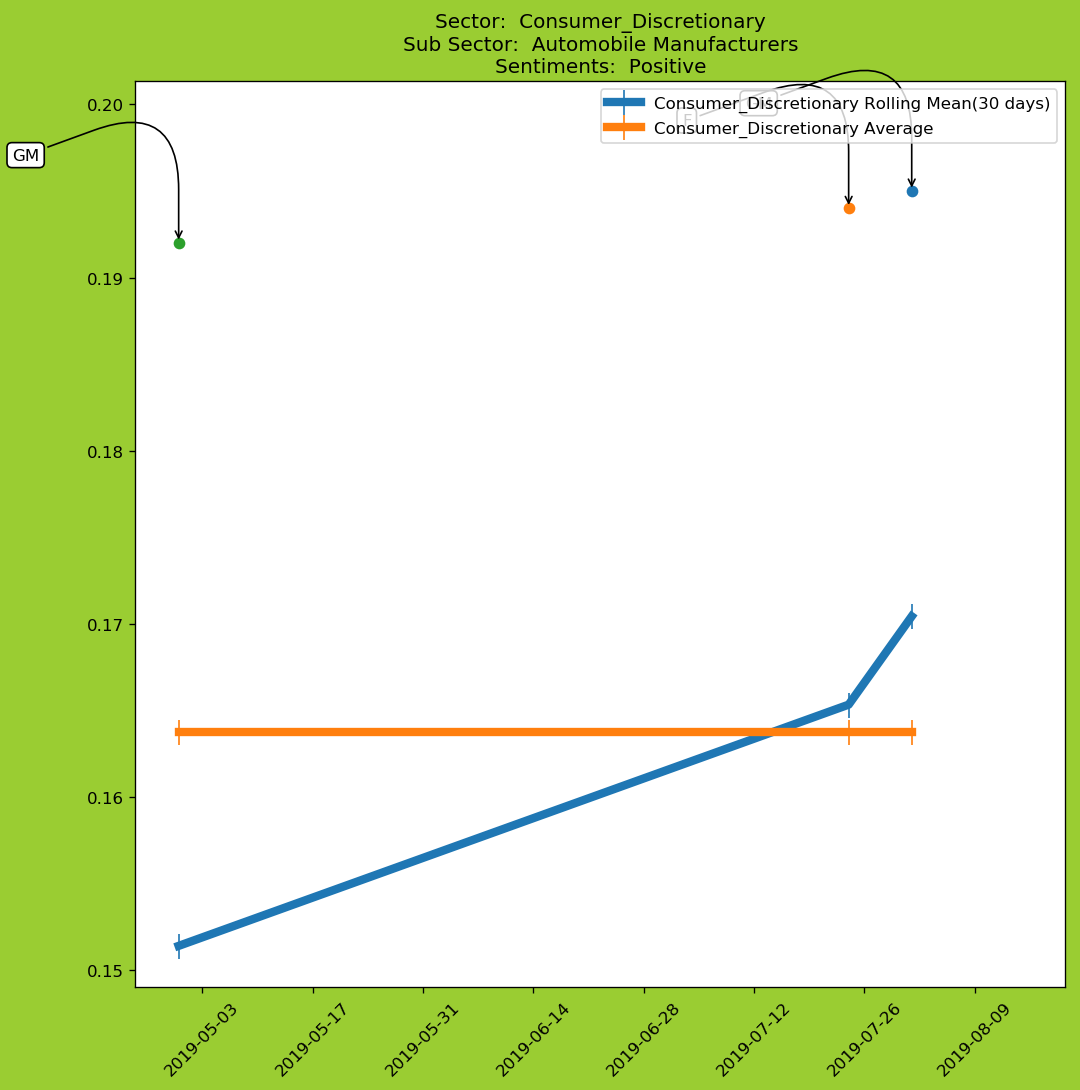 Sector: Consumer_Discretionary
Sub Sector: Automobile Manufacturers
Sentiments: Positive
Consumer_Discretionary Rolling Mean(30 days)
Consumer_Discretionary Average
GM
F
0.20
0.19
0.18
0.17
0.16
0.15
2019-05-03
2019-05-17
2019-05-31
2019-06-14
2019-06-28
2019-07-12
2019-07-26
2019-08-09